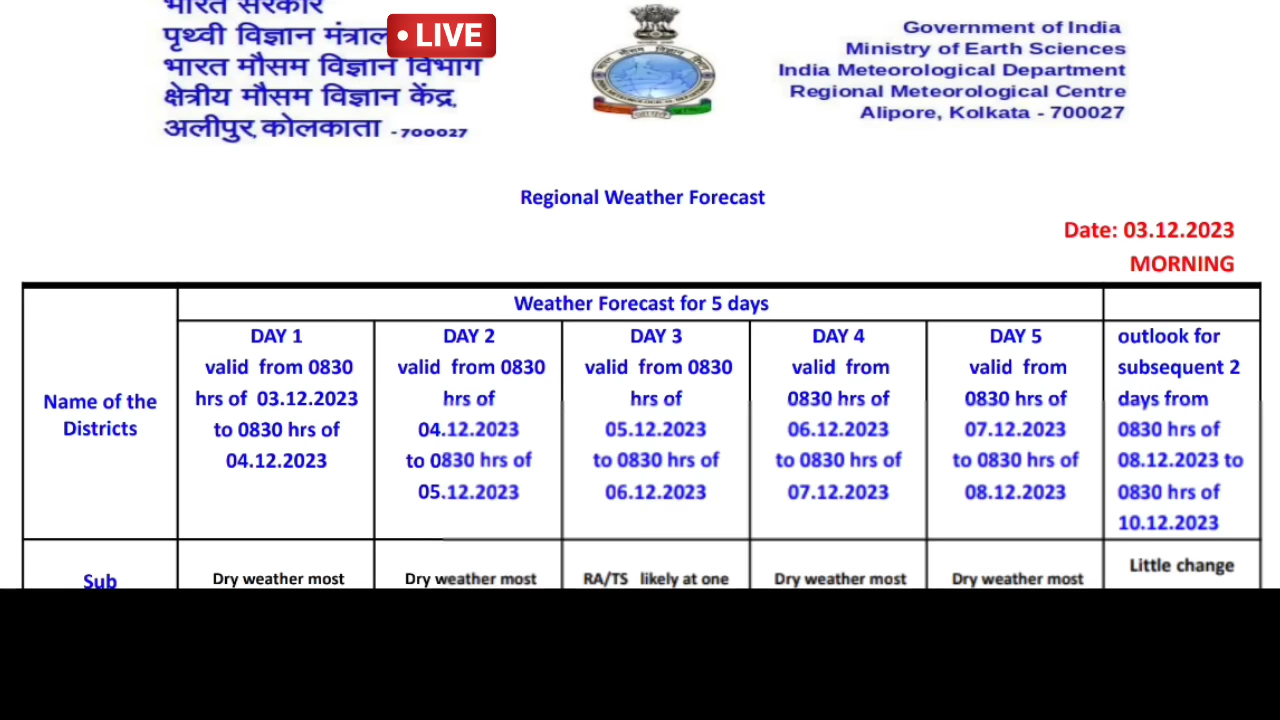 भारत सरकार
पृथ्वी विज्ञान
भारत मौसम विज्ञान विभाग
क्षेत्रीय मौसम विज्ञान केंद्र,
अलीपुर, कोलकाता - 700027
• LIVE
Government of India
Ministry of Earth Sciences
India Meteorological Department
Regional Meteorological Centre
Alipore, Kolkata - 700027
Regional Weather Forecast
Date: 03.12.2023
MORNING
Name of the
Districts
Weather Forecast for 5 days
DAY 1
valid from 0830
hrs of 03.12.2023
to 0830 hrs of
04.12.2023
DAY 2
valid from 0830
hrs of
04.12.2023
to 0830 hrs of
05.12.2023
DAY 3
valid from 0830
hrs of
05.12.2023
to 0830 hrs of
06.12.2023
DAY 4
valid from
0830 hrs of
06.12.2023
to 0830 hrs of
07.12.2023
DAY 5
valid from
0830 hrs of
07.12.2023
to 0830 hrs of
08.12.2023
outlook for
subsequent 2
days from
0830 hrs of
08.12.2023 to
0830 hrs of
10.12.2023
Sub
Dry weather most
Dry weather most
RA/TS likely at one
Dry weather most
Dry weather most
Little change